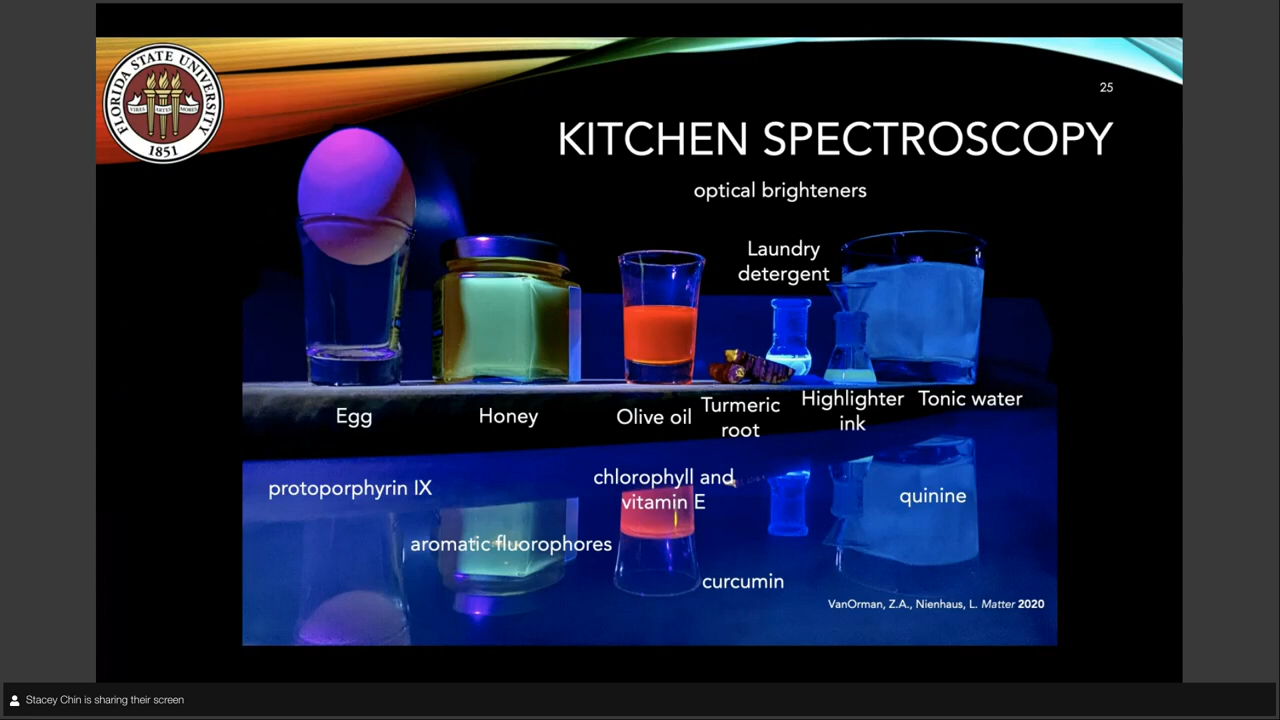 FLORIDA STATE UNIVERSITY
VIRES ARTES MORES
1851
25
KITCHEN SPECTROSCOPY
optical brighteners
Laundry
detergent
Egg
Honey
Olive oil
Turmeric
root
Highlighter
ink
Tonic water
protoporphyrin IX
chlorophyll and
vitamin E
quinine
aromatic fluorophores
curcumin
VanOrman, Z.A., Nienhaus, L. Matter 2020
Stacey Chin is sharing their screen